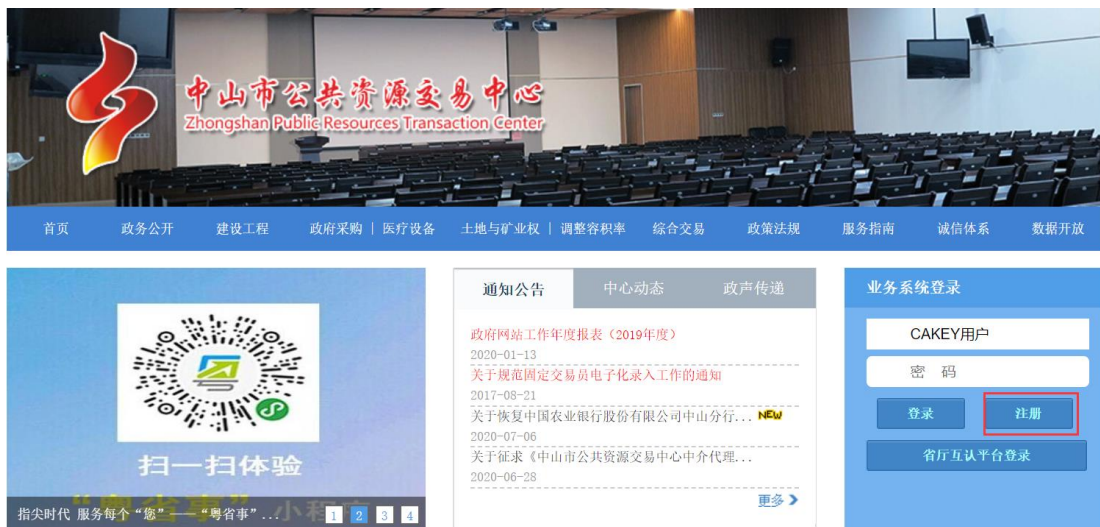 中山市公共资源交易中心
Zhongshan Public Resources Transaction Center
首页 政务公开 建设工程 政府采购 | 医疗设备 土地与矿业权 | 调整容积率 综合交易 政策法规 服务指南 诚信体系 数据开放
扫一扫体验
“粤省事”小程序
指尖时代 服务每个“您”——“粤省事”...
1 2 3 4
通知公告 中心动态 政声传递
政府网站工作年度报表（2019年度）
2020-01-13
关于规范固定交易员电子化录入工作的通知
2017-08-21
关于恢复中国农业银行股份有限公司中山分行... NEW
2020-07-06
关于征求《中山市公共资源交易中心中介代理...
2020-06-28
更多
业务系统登录
CAKEY用户
密 码
登录 注册
省厅互认平台登录